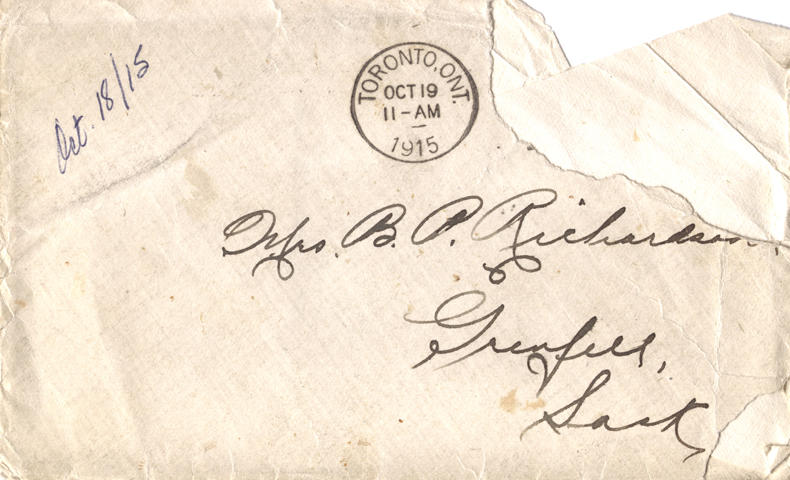 Oct. 18/15
TORONTO, ONT.
OCT 19
11-AM
1915
Mrs. B. P. Richardson,
Grenfell,
Sask,